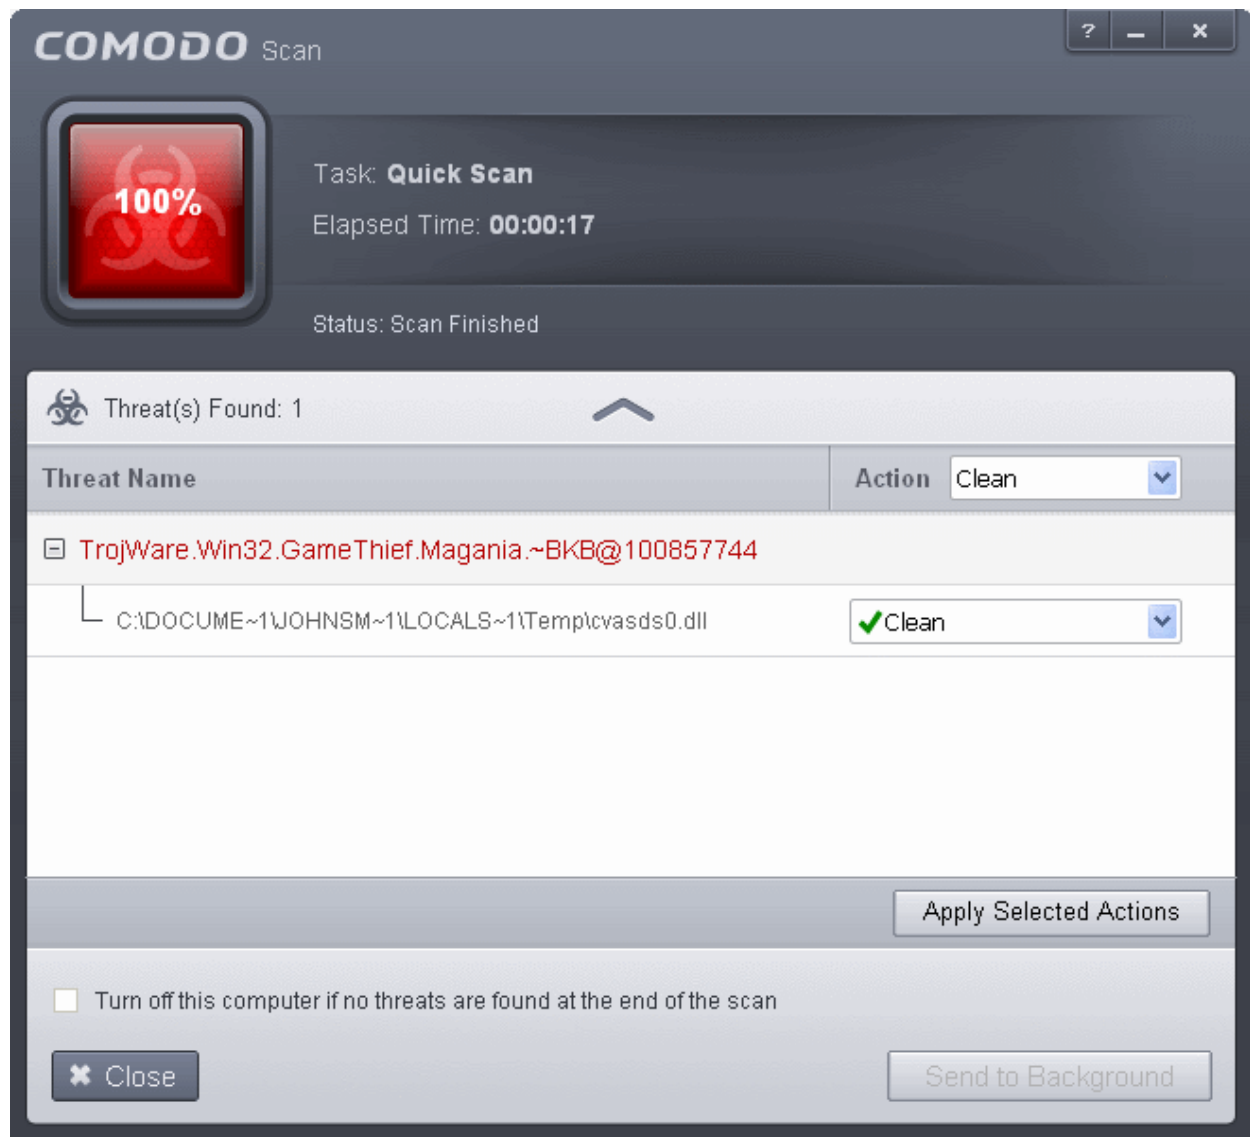 COMODO Scan
? – ×
100%
Task: Quick Scan
Elapsed Time: 00:00:17
Status: Scan Finished
Threat(s) Found: 1
Threat Name Action Clean
TrojWare.Win32.GameThief.Magania.~BKB@100857744
C:\DOCUME~1\JOHNSM~1\LOCALS~1\Temp\cvasds0.dll Clean
Apply Selected Actions
Turn off this computer if no threats are found at the end of the scan
Close Send to Background